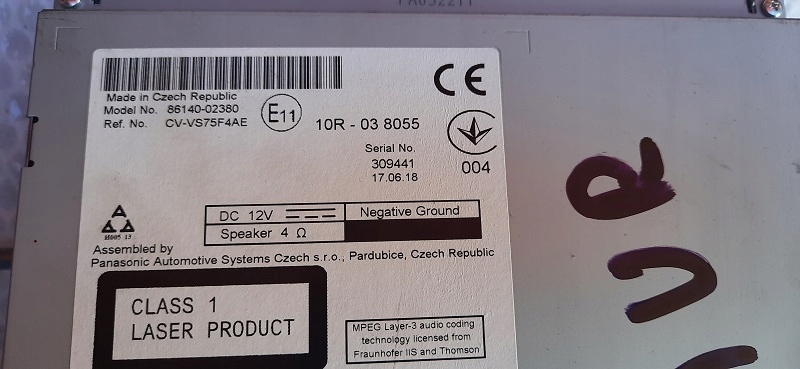 Made in Czech Republic
Model No. 86140-02380
Ref. No. CV-VS75F4AE
E11
10R - 03 8055
CE
004
Serial No.
309441
17.06.18
DC 12V
Negative Ground
Speaker 4 Ω
Assembled by
Panasonic Automotive Systems Czech s.r.o., Pardubice, Czech Republic
CLASS 1
LASER PRODUCT
MPEG Layer-3 audio coding
technology licensed from
Fraunhofer IIS and Thomson